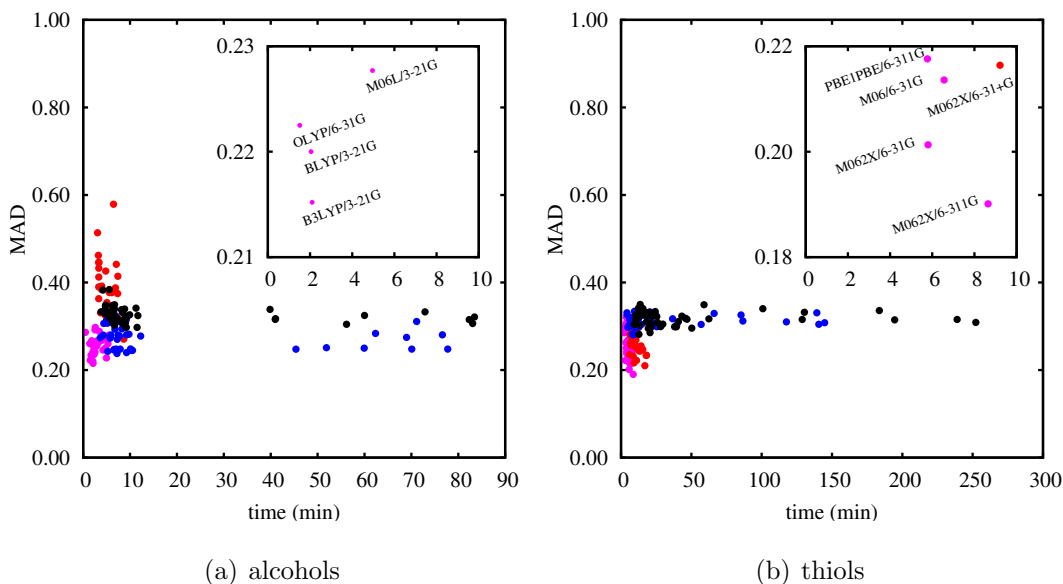 1.00
0.80
0.60
0.40
0.20
0.00
MAD
0 10 20 30 40 50 60 70 80 90
time (min)
0.23
0.22
0.21
0 2 4 6 8 10
M06L/3-21G
OLYP/6-31G
BLYP/3-21G
B3LYP/3-21G
(a) alcohols
1.00
0.80
0.60
0.40
0.20
0.00
MAD
0 50 100 150 200 250 300
time (min)
0.22
0.20
0.18
0 2 4 6 8 10
PBE1PBE/6-311G
M06/6-31G
M062X/6-31+G
M062X/6-31G
M062X/6-311G
(b) thiols